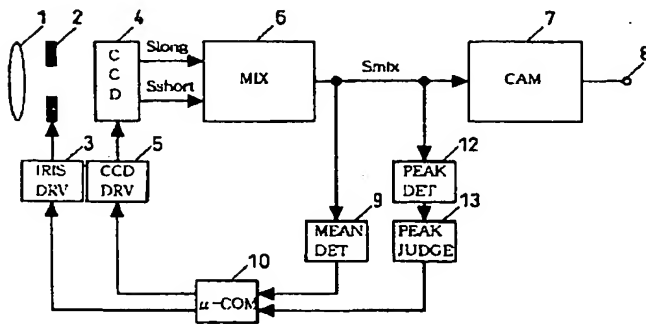 1
2
4
6
7
8
C
C
D
Slong
Sshort
MIX
Smix
CAM
3
5
12
IRIS
DRV
CCD
DRV
PEAK
DET
9
13
MEAN
DET
PEAK
JUDGE
10
μ-COM